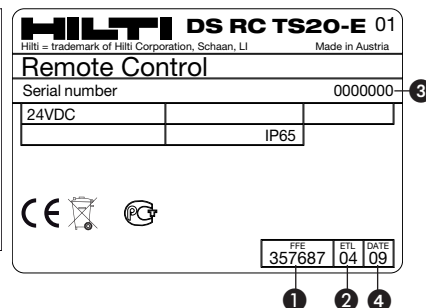 HILTI DS RC TS20-E 01
Hilti = trademark of Hilti Corporation, Schaan, LI Made in Austria
Remote Control
Serial number 0000000 3
24VDC
IP65
CE PCT
FFE ETL DATE
357687 04 09
1 2 4